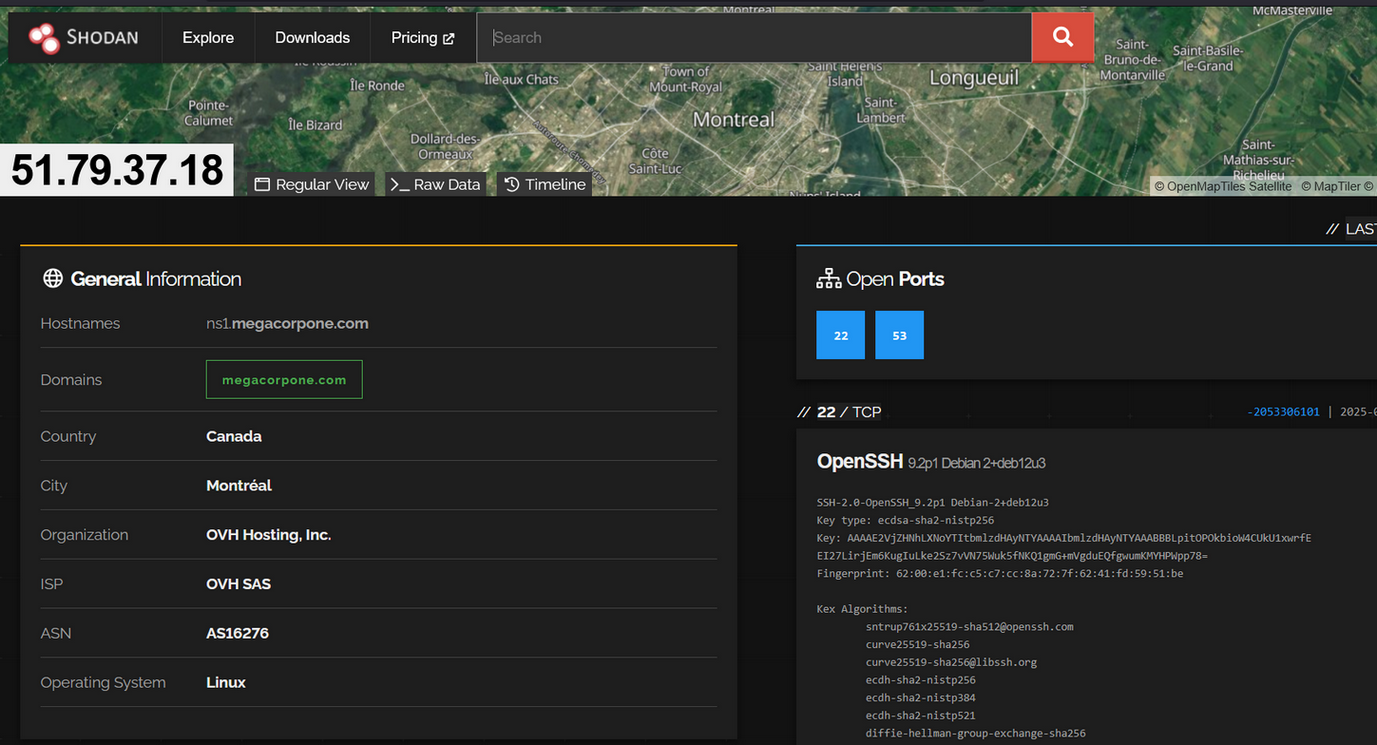 Montreal
McMasterville
SHODAN
Explore
Downloads
Pricing
Search
Saint-
Bruno-de-
Montarville
Saint-Basile-
le-Grand
Île Ronde
Île aux Chats
Town of
Mount-Royal
Saint Helen's
Island
Longueuil
Pointe-
Calumet
Île Bizard
Montreal
Saint-
Lambert
Dollard-des-
Ormeaux
Côte
Saint-Luc
Saint-
Mathias-sur-
Richelieu
51.79.37.18
Regular View
>_ Raw Data
Timeline
Nuns' Island
© OpenMapTiles Satellite © MapTiler ©
// LAST
General Information
Hostnames ns1.megacorpone.com
Domains megacorpone.com
Country Canada
City Montréal
Organization OVH Hosting, Inc.
ISP OVH SAS
ASN AS16276
Operating System Linux
Open Ports
22 53
// 22 / TCP
-2053306101 | 2025-0
OpenSSH 9.2p1 Debian 2+deb12u3
SSH-2.0-OpenSSH_9.2p1 Debian-2+deb12u3
Key type: ecdsa-sha2-nistp256
Key: AAAAE2VjZHNhLXNoYTItbmlzdHAyNTYAAAAIbmlzdHAyNTYAAABBBLpitOPOkbioW4CUkU1xwrfE
EI27LirjEm6KugIuLke2Sz7vVN75Wuk5fNKQ1gmG+mVgduEQfgwumKMYHPWpp78=
Fingerprint: 62:00:e1:fc:c5:c7:cc:8a:72:7f:62:41:fd:59:51:be
Kex Algorithms:
sntrup761x25519-sha512@openssh.com
curve25519-sha256
curve25519-sha256@libssh.org
ecdh-sha2-nistp256
ecdh-sha2-nistp384
ecdh-sha2-nistp521
diffie-hellman-group-exchange-sha256